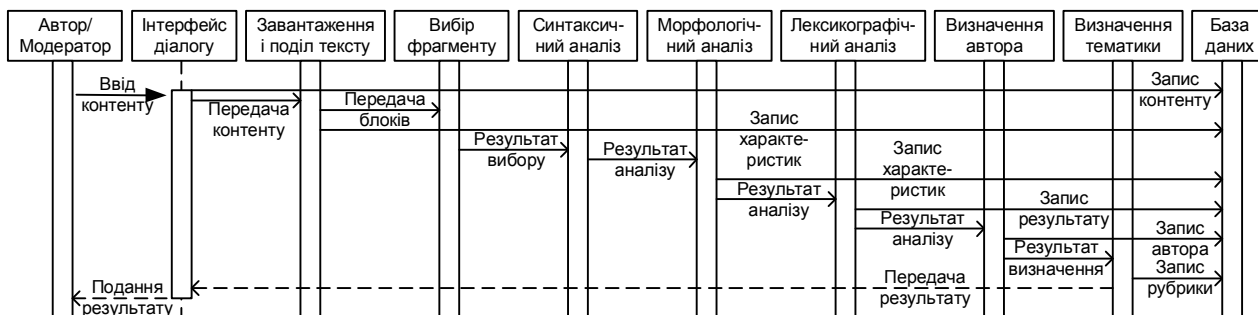 Автор/
Модератор
Інтерфейс
діалогу
Завантаження
і поділ тексту
Вибір
фрагменту
Синтаксич-
ний аналіз
Морфологі-
чний аналіз
Лексикографіч-
ний аналіз
Визначення
автора
Визначення
тематики
База
даних
Ввід
контенту
Запис
контенту
Передача
контенту
Передача
блоків
Запис
характе-
ристик
Результат
вибору
Результат
аналізу
Запис
характе-
ристик
Результат
аналізу
Запис
результату
Результат
аналізу
Запис
автора
Результат
визначення
Запис
рубрики
Передача
результату
Подання
результату